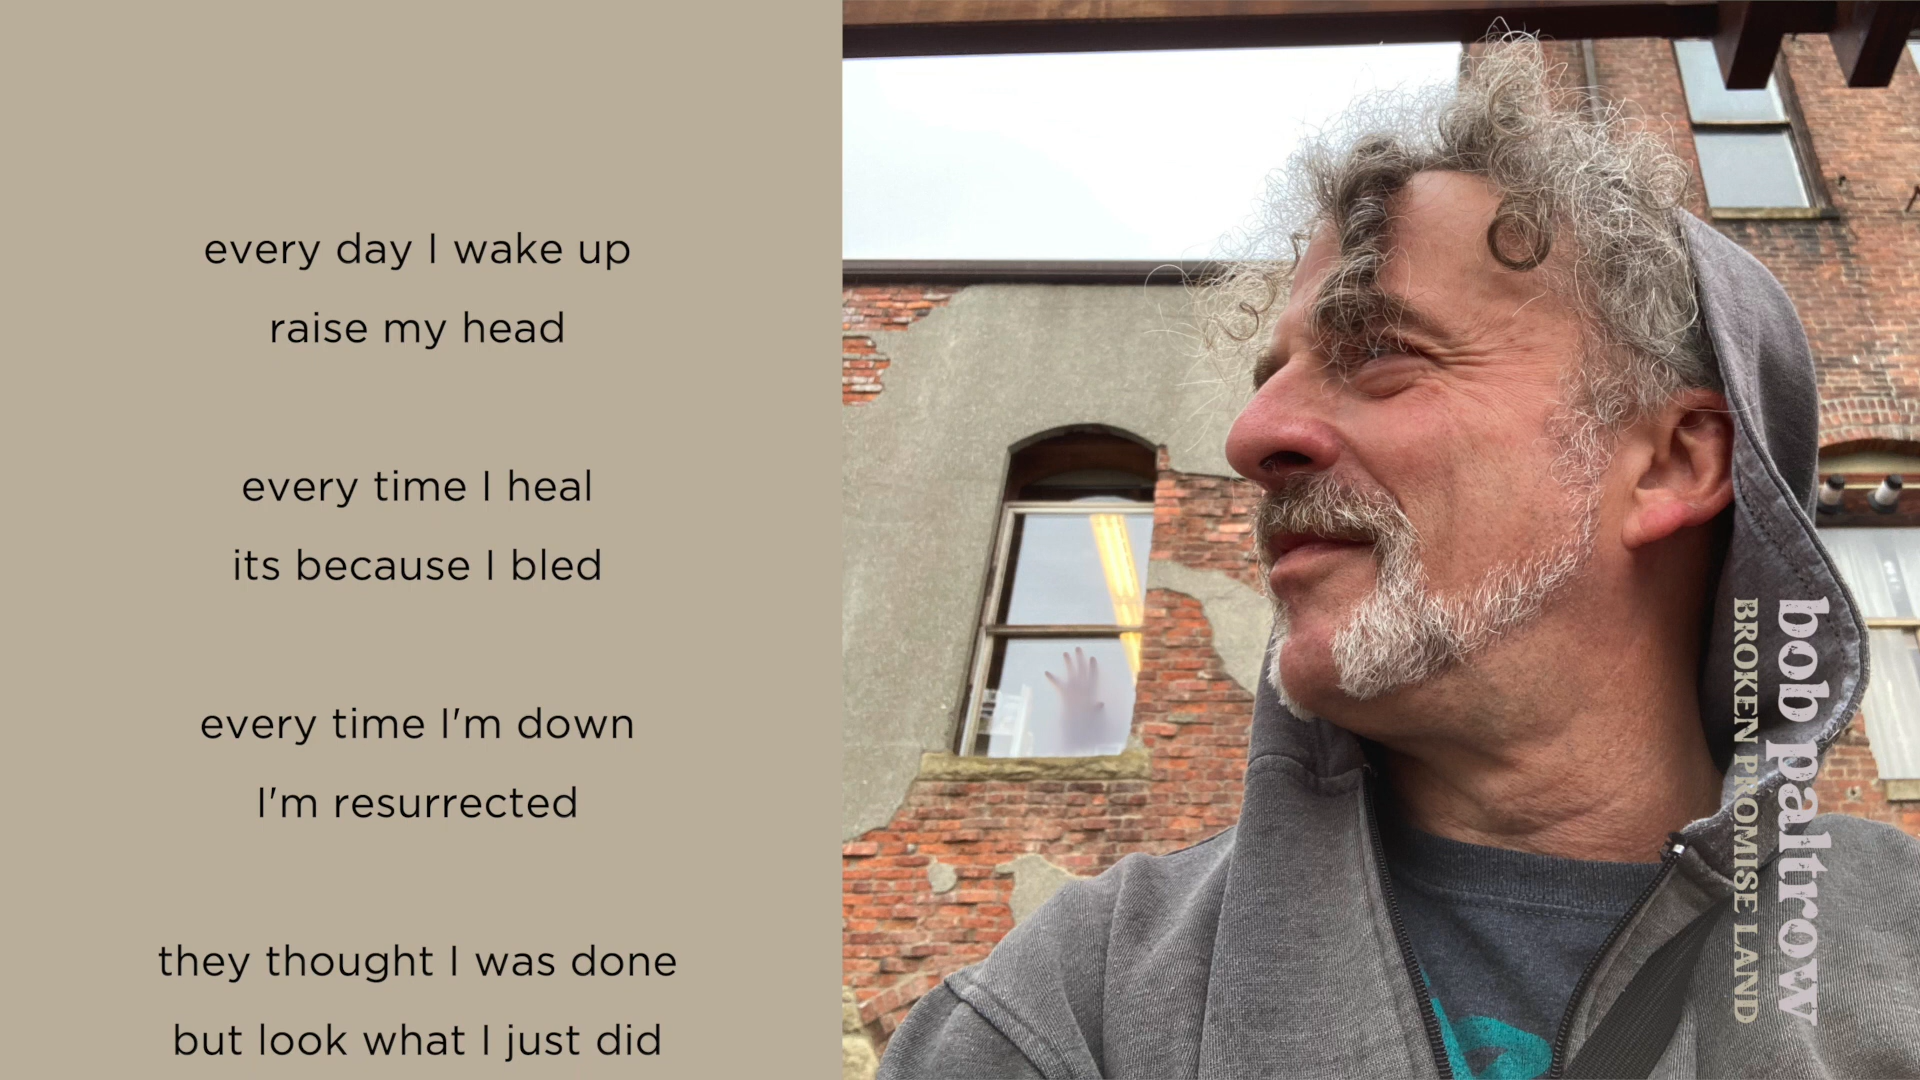 every day I wake up
raise my head
every time I heal
its because I bled
every time I'm down
I'm resurrected
they thought I was done
but look what I just did
bob paltrow
BROKEN PROMISE LAND